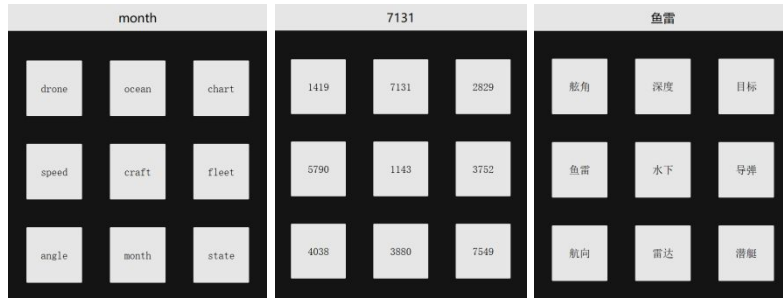 month
drone ocean chart
speed craft fleet
angle month state
7131
1419 7131 2829
5790 1143 3752
4038 3880 7549
鱼雷
舷角 深度 目标
鱼雷 水下 导弹
航向 雷达 潜艇